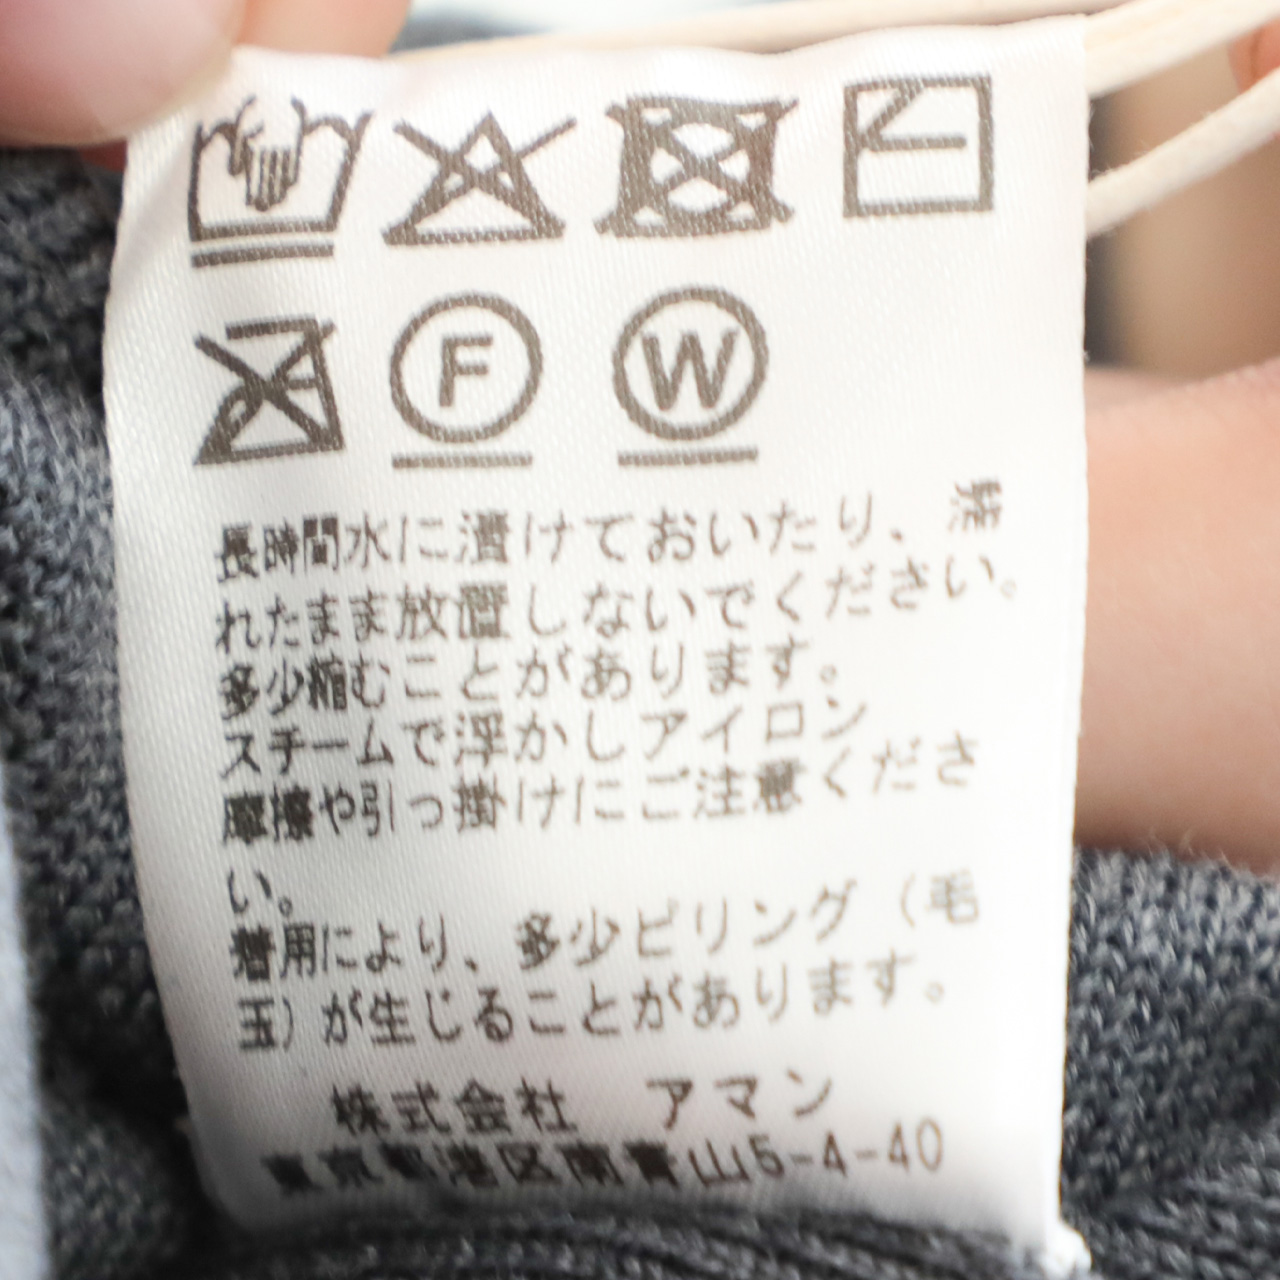 F W
長時間水に漬けておいたり、濡
れたまま放置しないでください。
多少縮むことがあります。
スチームで浮かしアイロン
摩擦や引っ掛けにご注意くださ
い。
着用により、多少ピリング（毛
玉）が生じることがあります。
株式会社 アマン
東京都港区南青山5-4-40